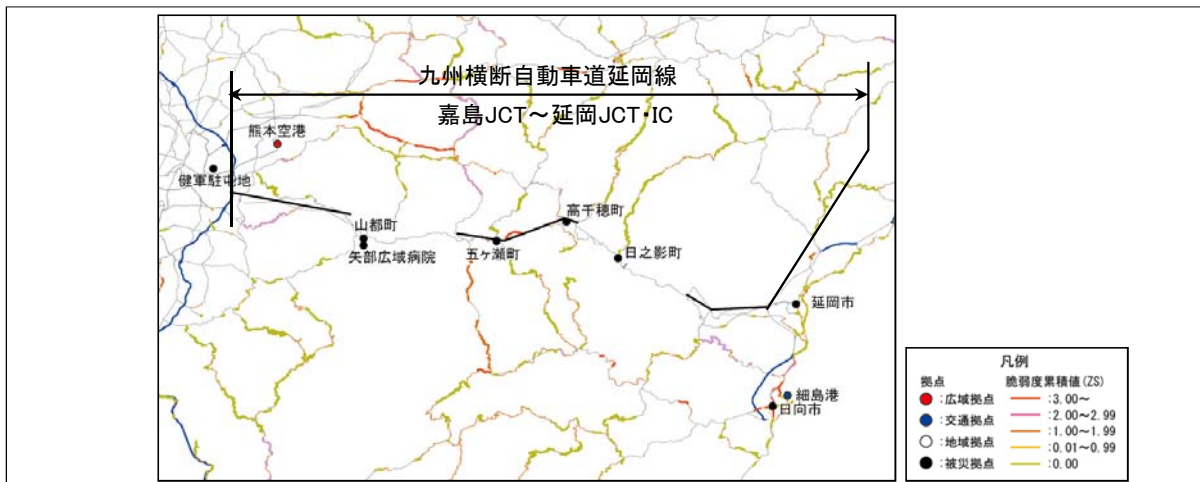 九州横断自動車道延岡線
嘉島JCT～延岡JCT・IC
熊本空港
健軍駐屯地
山都町
矢部広域病院
五ヶ瀬町
高千穂町
日之影町
延岡市
細島港
日向市
凡例
拠点 脆弱度累積値(ZS)
:広域拠点 :3.00～
:交通拠点 :2.00～2.99
:地域拠点 :1.00～1.99
:被災拠点 :0.01～0.99
:0.00